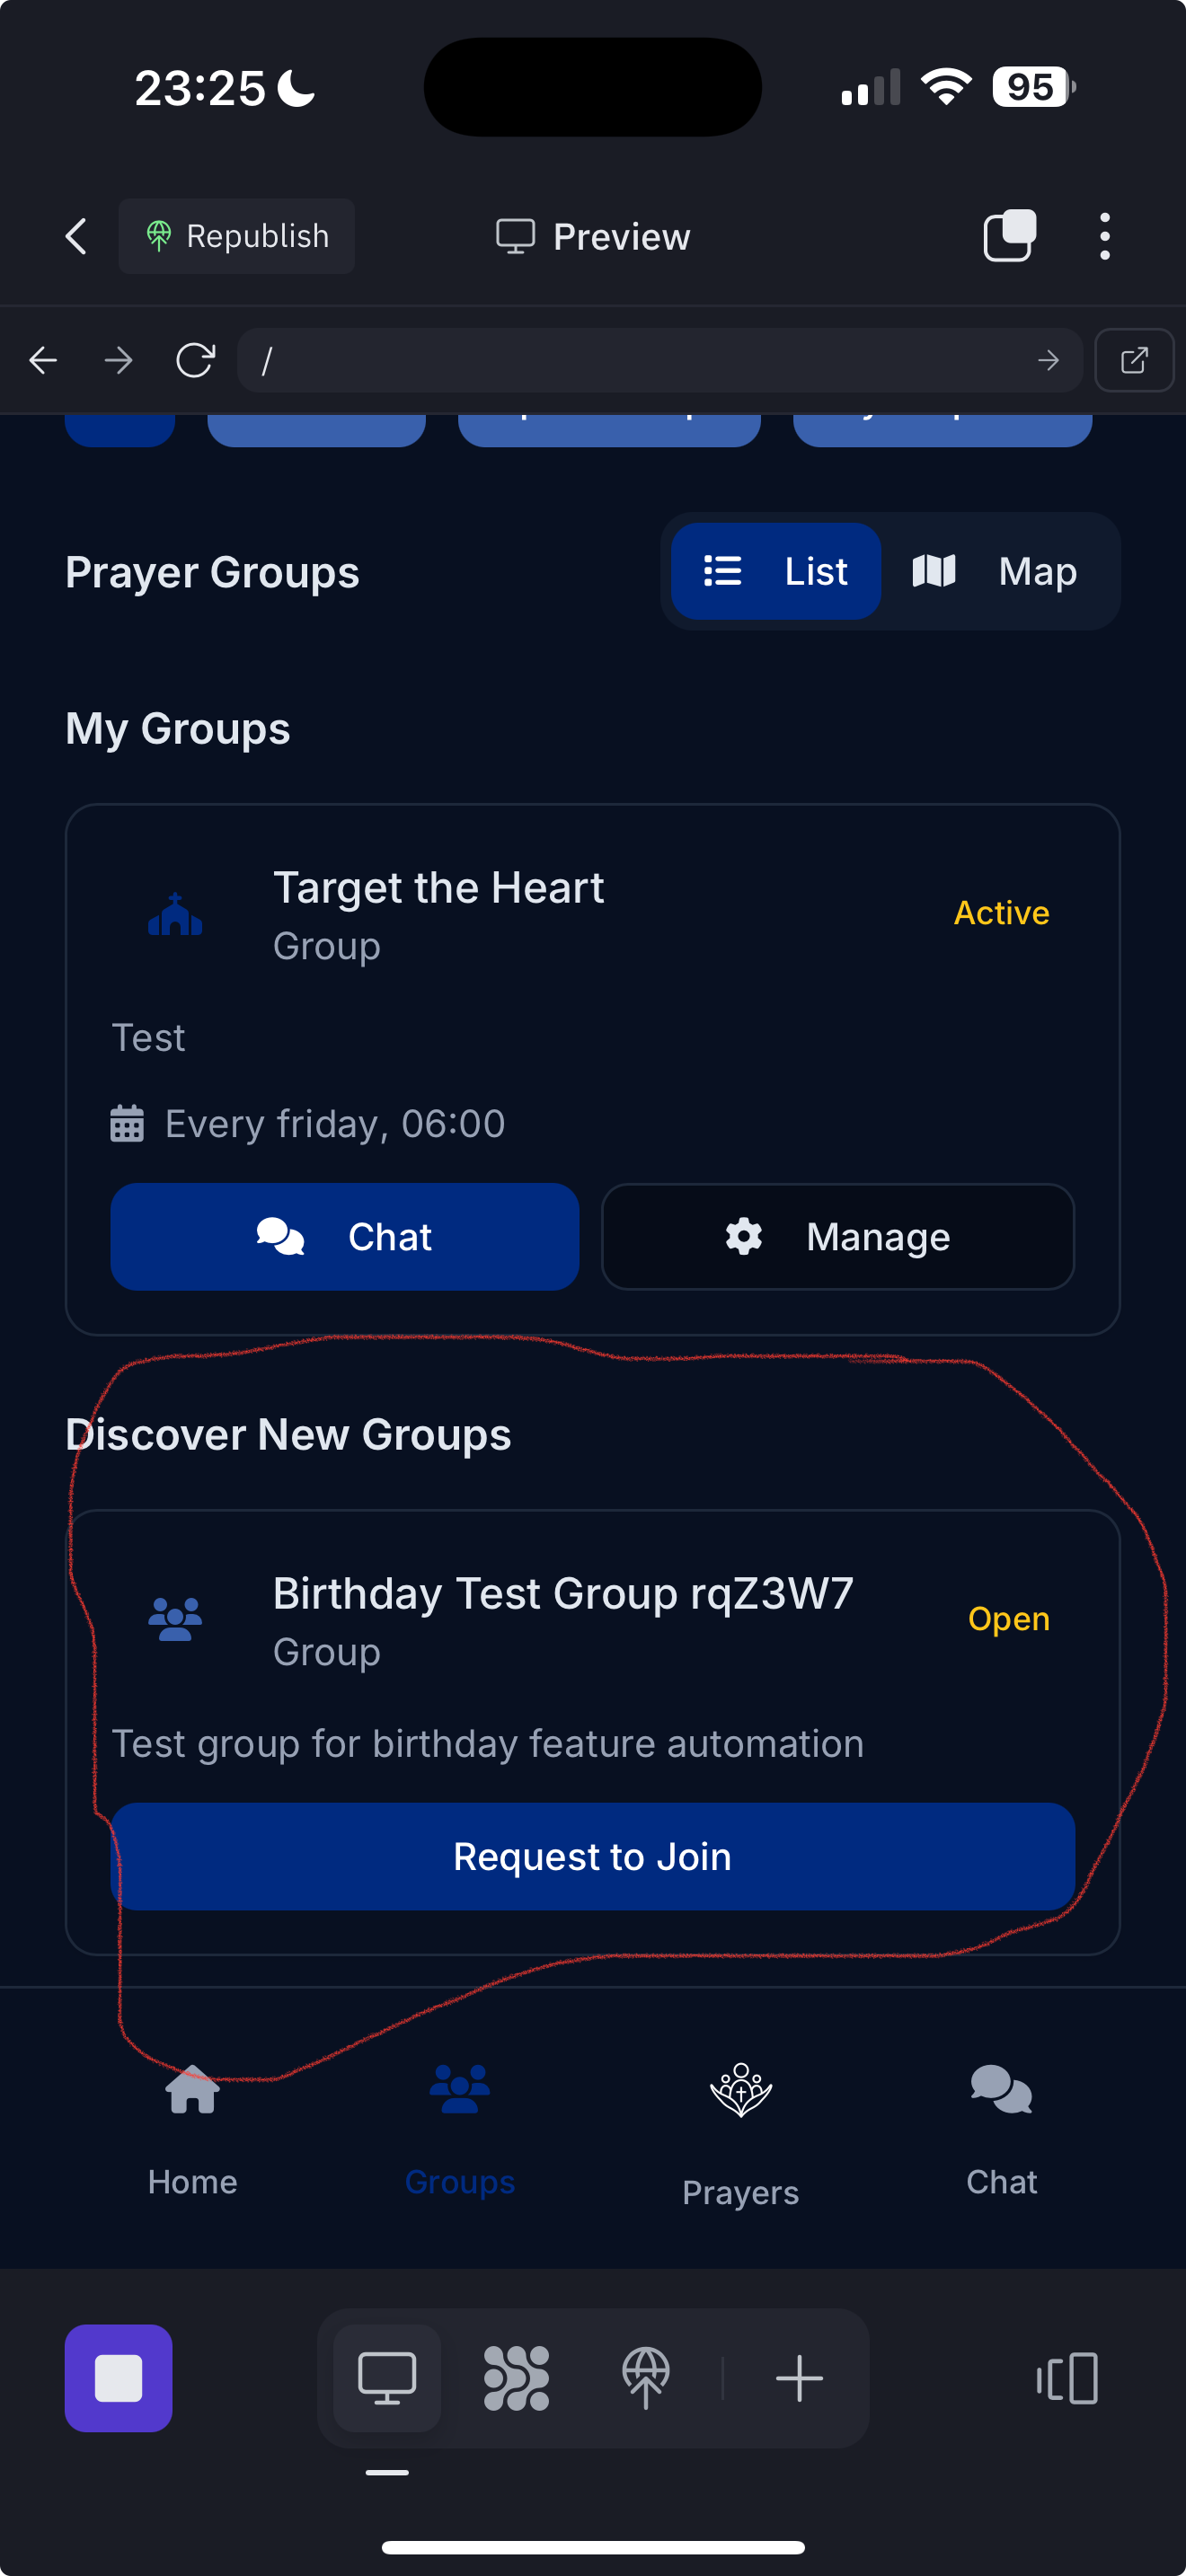 23:25
95
Republish
Preview
/
Prayer Groups
List
Map
My Groups
Target the Heart
Group
Active
Test
Every friday, 06:00
Chat
Manage
Discover New Groups
Birthday Test Group rqZ3W7
Group
Open
Test group for birthday feature automation
Request to Join
Home
Groups
Prayers
Chat